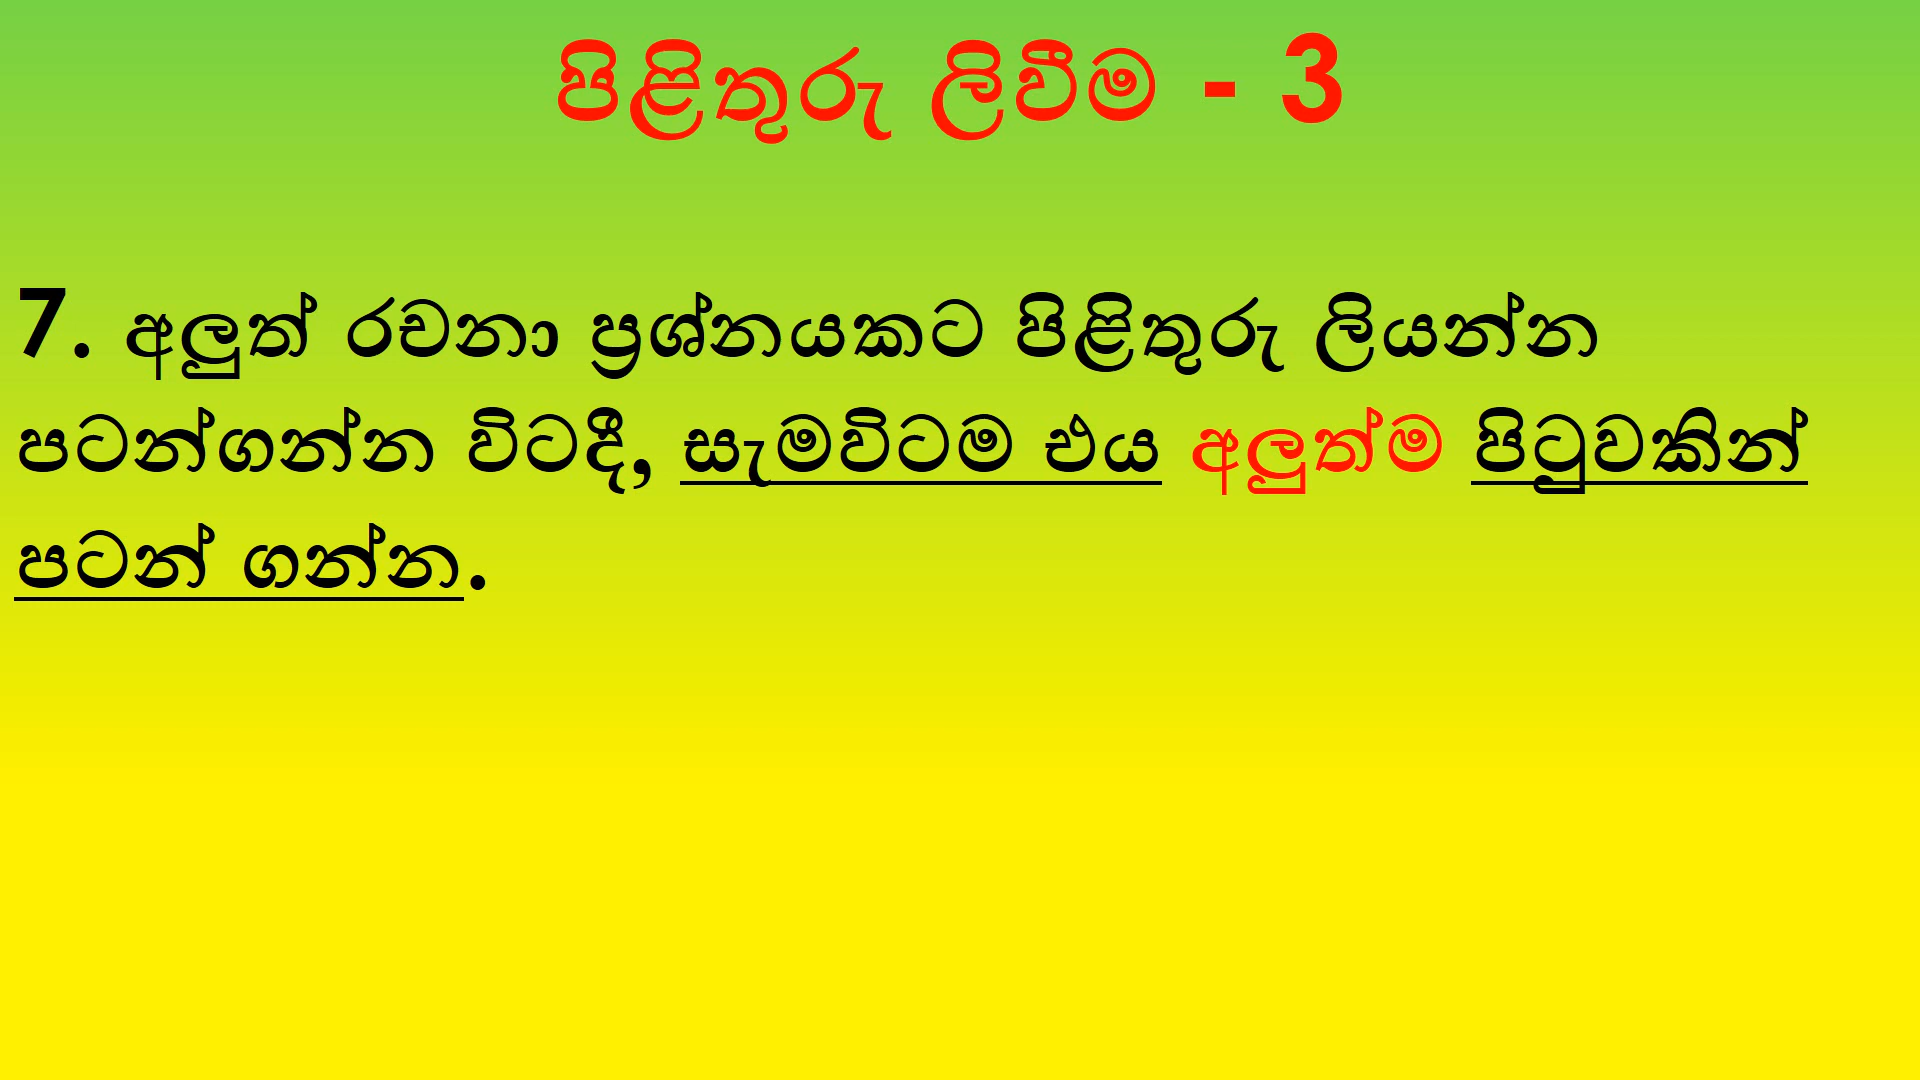 පිළිතුරු ලිවීම - 3
7. අලුත් රචනා ප්‍රශ්නයකට පිළිතුරු ලියන්න
පටන්ගන්න විටදී, සැමවිටම එය අලුත්ම පිටුවකින්
පටන් ගන්න.